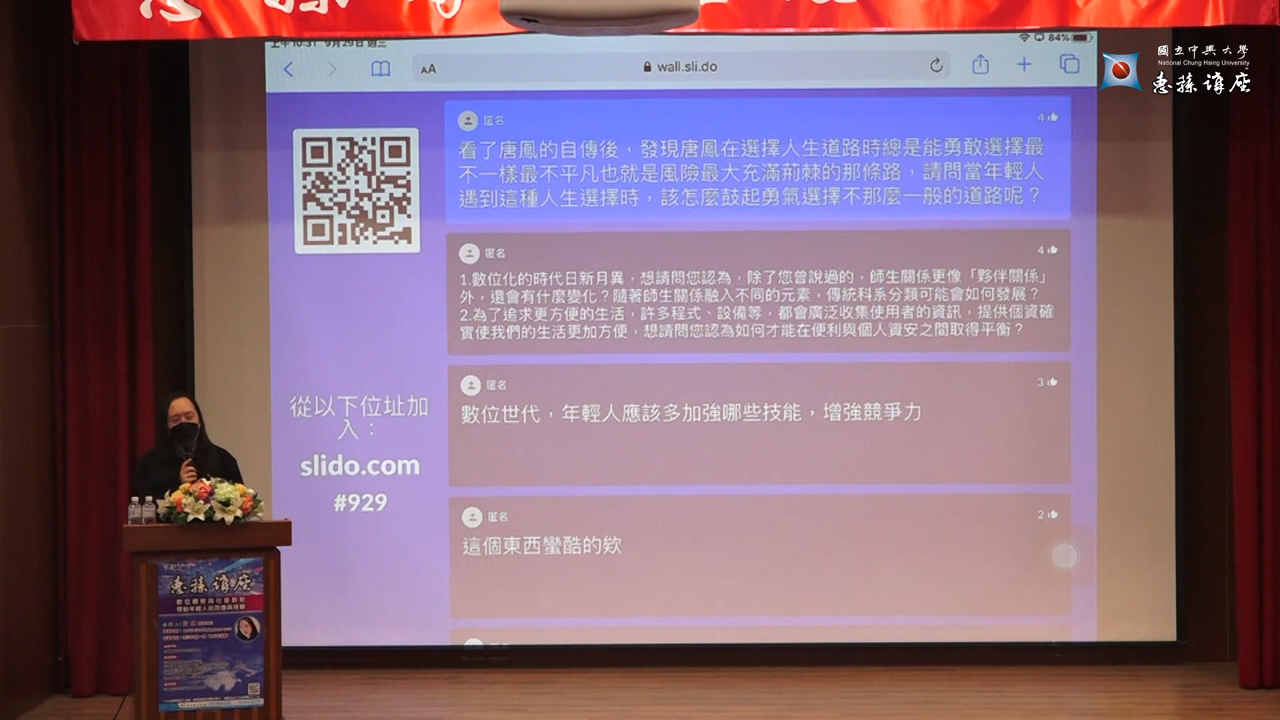 上午10:31 9月29日 週三
84%
AA
wall.sli.do
國立中興大學
National Chung Hsing University
惠蓀講座
匿名
4
看了唐鳳的自傳後，發現唐鳳在選擇人生道路時總是能勇敢選擇最
不一樣最不平凡也就是風險最大充滿荊棘的那條路，請問當年輕人
遇到這種人生選擇時，該怎麼鼓起勇氣選擇不那麼一般的道路呢？
匿名
4
1.數位化的時代日新月異，想請問您認為，除了您曾說過的，師生關係更像「夥伴關係」
外，還會有什麼變化？隨著師生關係融入不同的元素，傳統科系分類可能會如何發展？
2.為了追求更方便的生活，許多程式、設備等，都會廣泛收集使用者的資訊，提供個資確
實使我們的生活更加方便，想請問您認為如何才能在便利與個人資安之間取得平衡？
匿名
3
數位世代，年輕人應該多加強哪些技能，增強競爭力
匿名
2
這個東西蠻酷的欸
從以下位址加
入：
slido.com
#929
惠蓀講座